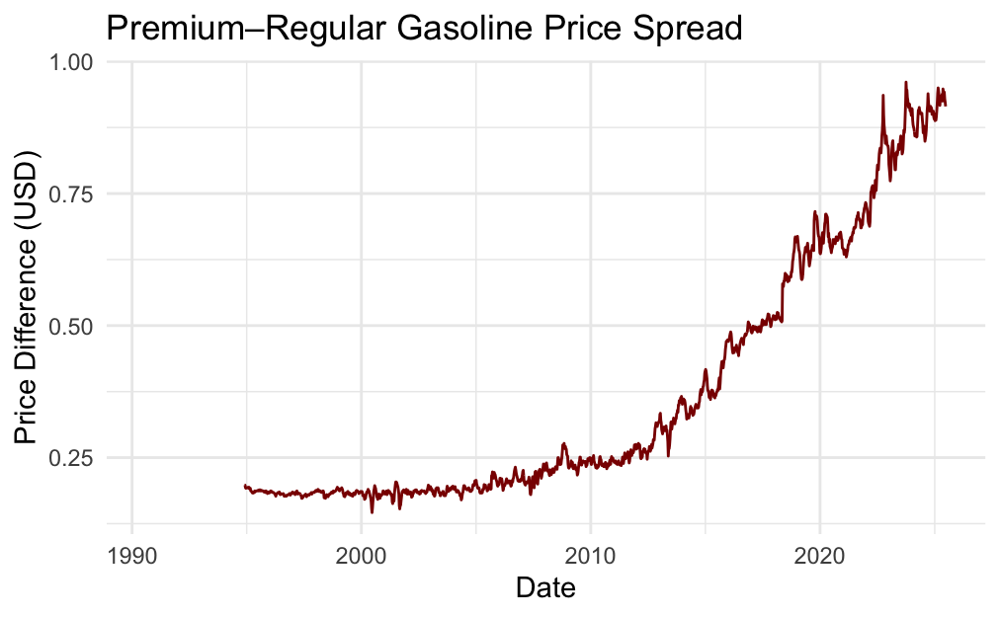 Premium–Regular Gasoline Price Spread
Price Difference (USD)
1.00
0.75
0.50
0.25
1990 2000 2010 2020
Date